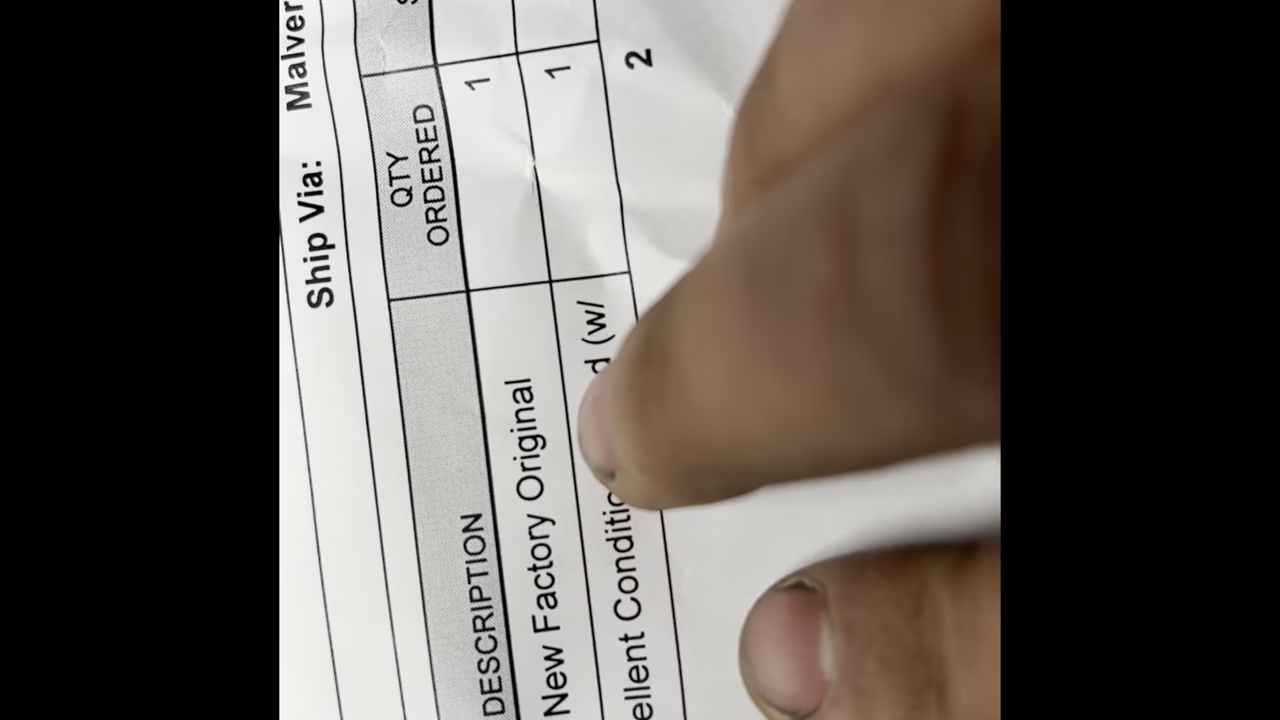 Ship Via: Malver
DESCRIPTION QTY ORDERED
New Factory Original 1
ellent Conditio d (w/ 1
2